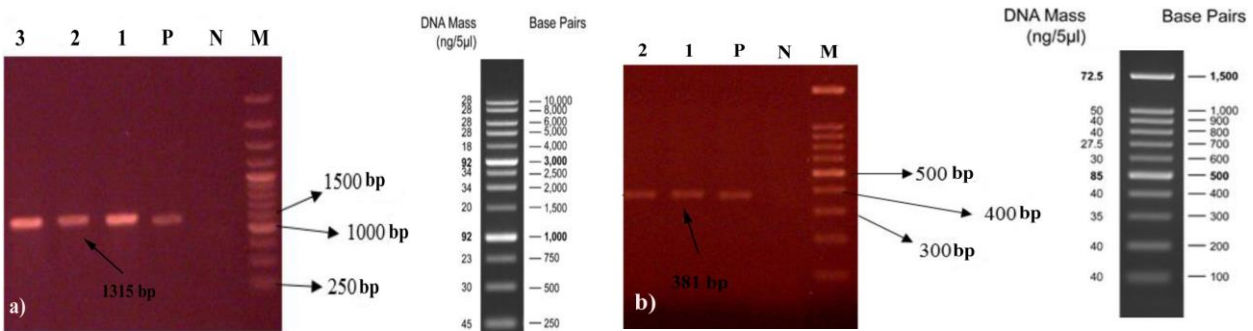 3 2 1 P N M
1500 bp
1000 bp
250 bp
1315 bp
a)
DNA Mass
(ng/5µl)
Base Pairs
28 10,000
28 8,000
28 6,000
28 5,000
18 4,000
92 3,000
34 2,500
34 2,000
20 1,500
92 1,000
23 750
30 500
45 250
2 1 P N M
500 bp
400 bp
300 bp
381 bp
b)
DNA Mass
(ng/5µl)
Base Pairs
72.5 1,500
50 1,000
40 900
40 800
27.5 700
30 600
85 500
40 400
35 300
40 200
40 100